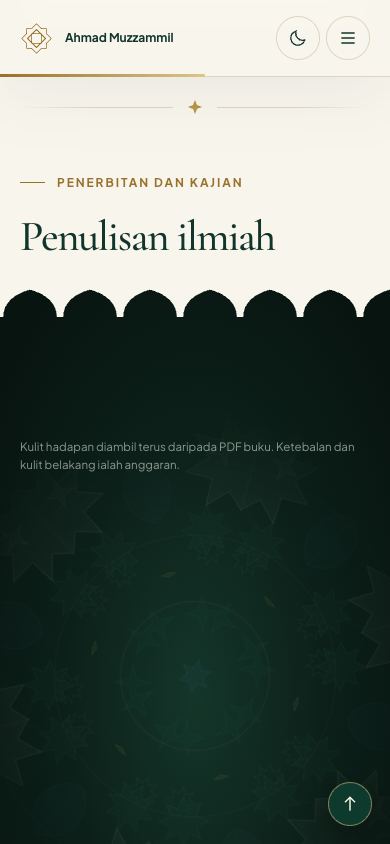 Ahmad Muzzammil
PENERBITAN DAN KAJIAN
Penulisan ilmiah
Kulit hadapan diambil terus daripada PDF buku. Ketebalan dan
kulit belakang ialah anggaran.